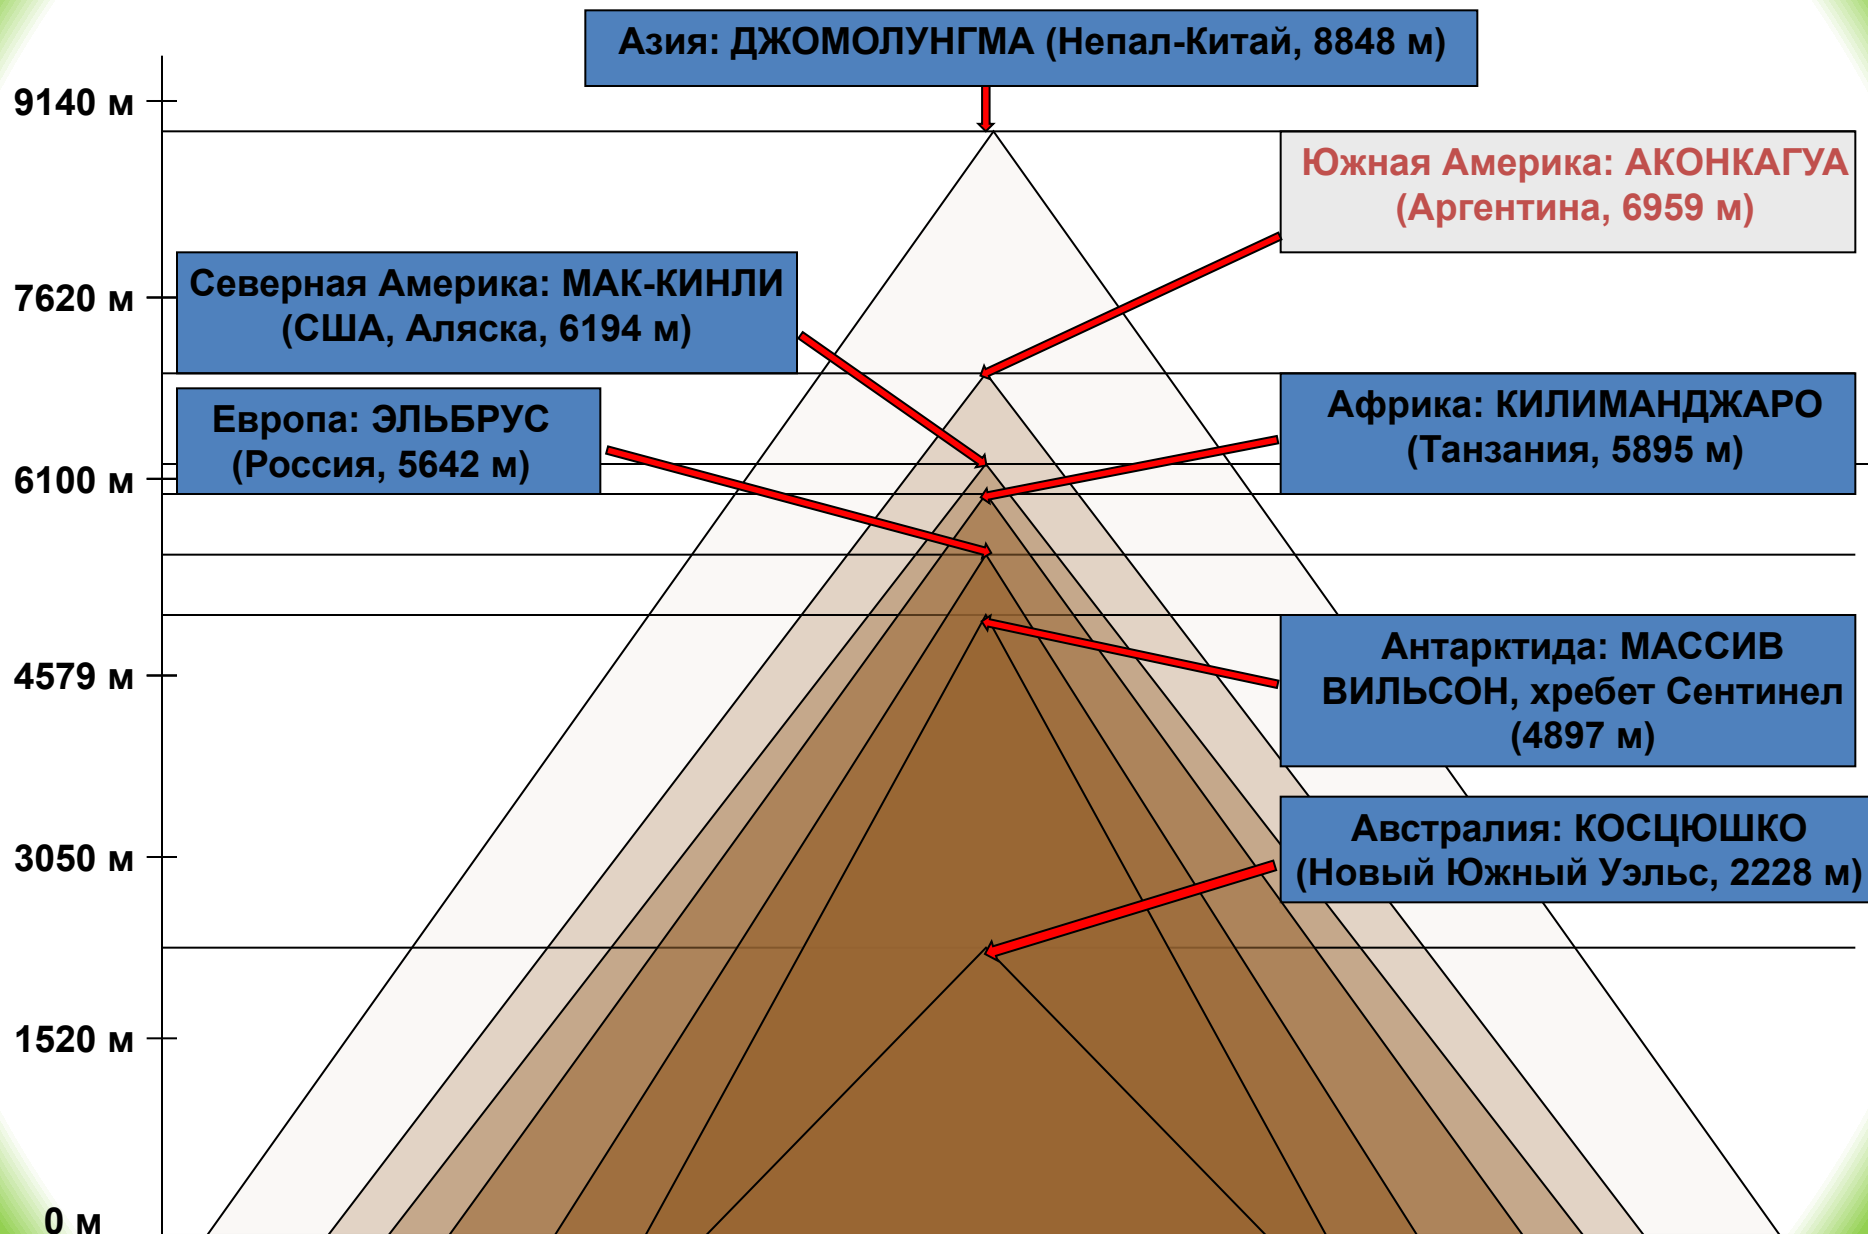 Азия: ДЖОМОЛУНГМА (Непал-Китай, 8848 м)
9140 м
Южная Америка: АКОНКАГУА
(Аргентина, 6959 м)
Северная Америка: МАК-КИНЛИ
(США, Аляска, 6194 м)
7620 м
Европа: ЭЛЬБРУС
(Россия, 5642 м)
Африка: КИЛИМАНДЖАРО
(Танзания, 5895 м)
6100 м
Антарктида: МАССИВ
ВИЛЬСОН, хребет Сентинел
(4897 м)
4579 м
Австралия: КОСЦЮШКО
(Новый Южный Уэльс, 2228 м)
3050 м
1520 м
0 м